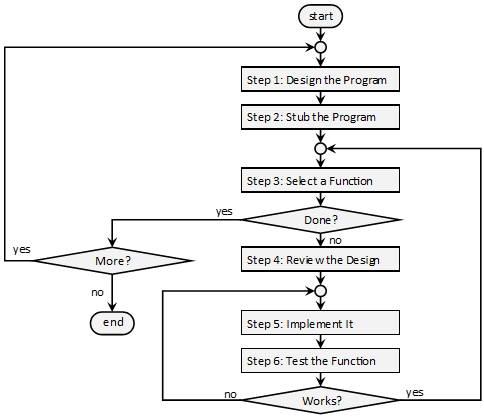 start
Step 1: Design the Program
Step 2: Stub the Program
Step 3: Select a Function
yes
Done?
no
yes
More?
Step 4: Review the Design
no
end
Step 5: Implement It
Step 6: Test the Function
no
Works?
yes